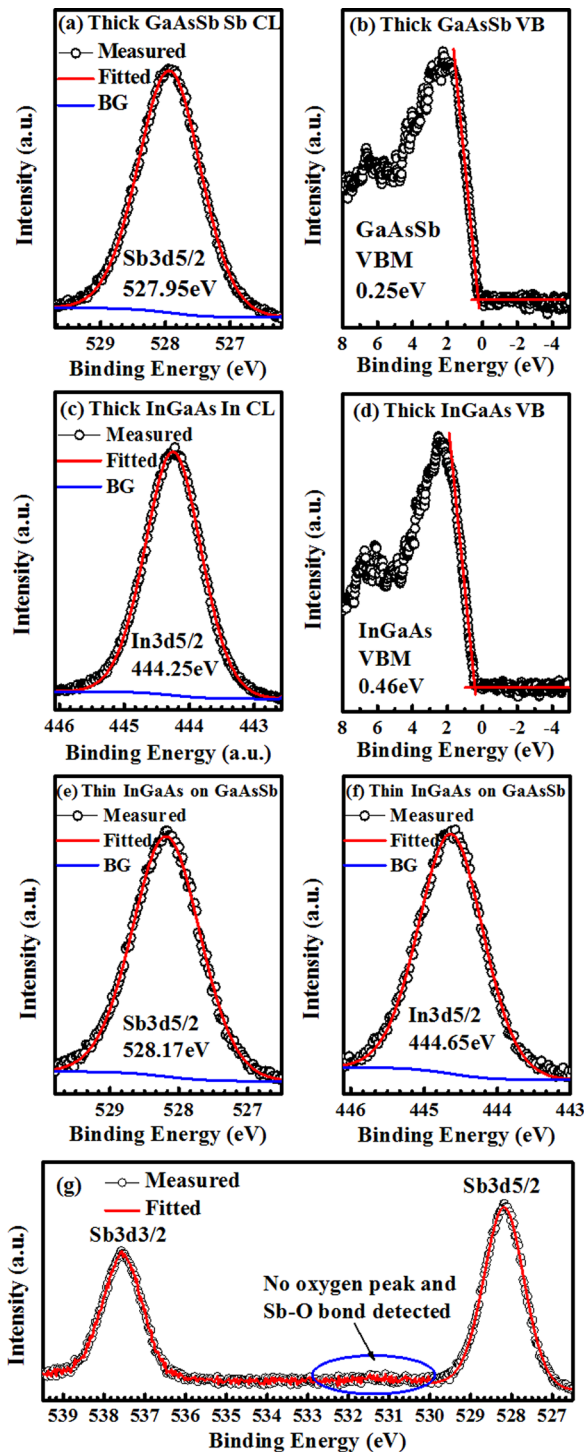 (a) Thick GaAsSb Sb CL
Measured
Fitted
BG
Sb3d5/2
527.95eV
Intensity (a.u.)
529 528 527
Binding Energy (eV)
(b) Thick GaAsSb VB
GaAsSb
VBM
0.25eV
Intensity (a.u.)
8 6 4 2 0 -2 -4
Binding Energy (eV)
(c) Thick InGaAs In CL
Measured
Fitted
BG
In3d5/2
444.25eV
Intensity (a.u.)
446 445 444 443
Binding Energy (a.u.)
(d) Thick InGaAs VB
InGaAs
VBM
0.46eV
Intensity (a.u.)
8 6 4 2 0 -2 -4
Binding Energy (eV)
(e) Thin InGaAs on GaAsSb
Measured
Fitted
BG
Sb3d5/2
528.17eV
Intensity (a.u.)
529 528 527
Binding Energy (eV)
(f) Thin InGaAs on GaAsSb
Measured
Fitted
BG
In3d5/2
444.65eV
Intensity (a.u.)
446 445 444 443
Binding Energy (eV)
(g)
Measured
Fitted
Sb3d3/2
Sb3d5/2
No oxygen peak and
Sb-O bond detected
Intensity (a.u.)
539 538 537 536 535 534 533 532 531 530 529 528 527
Binding Energy (eV)